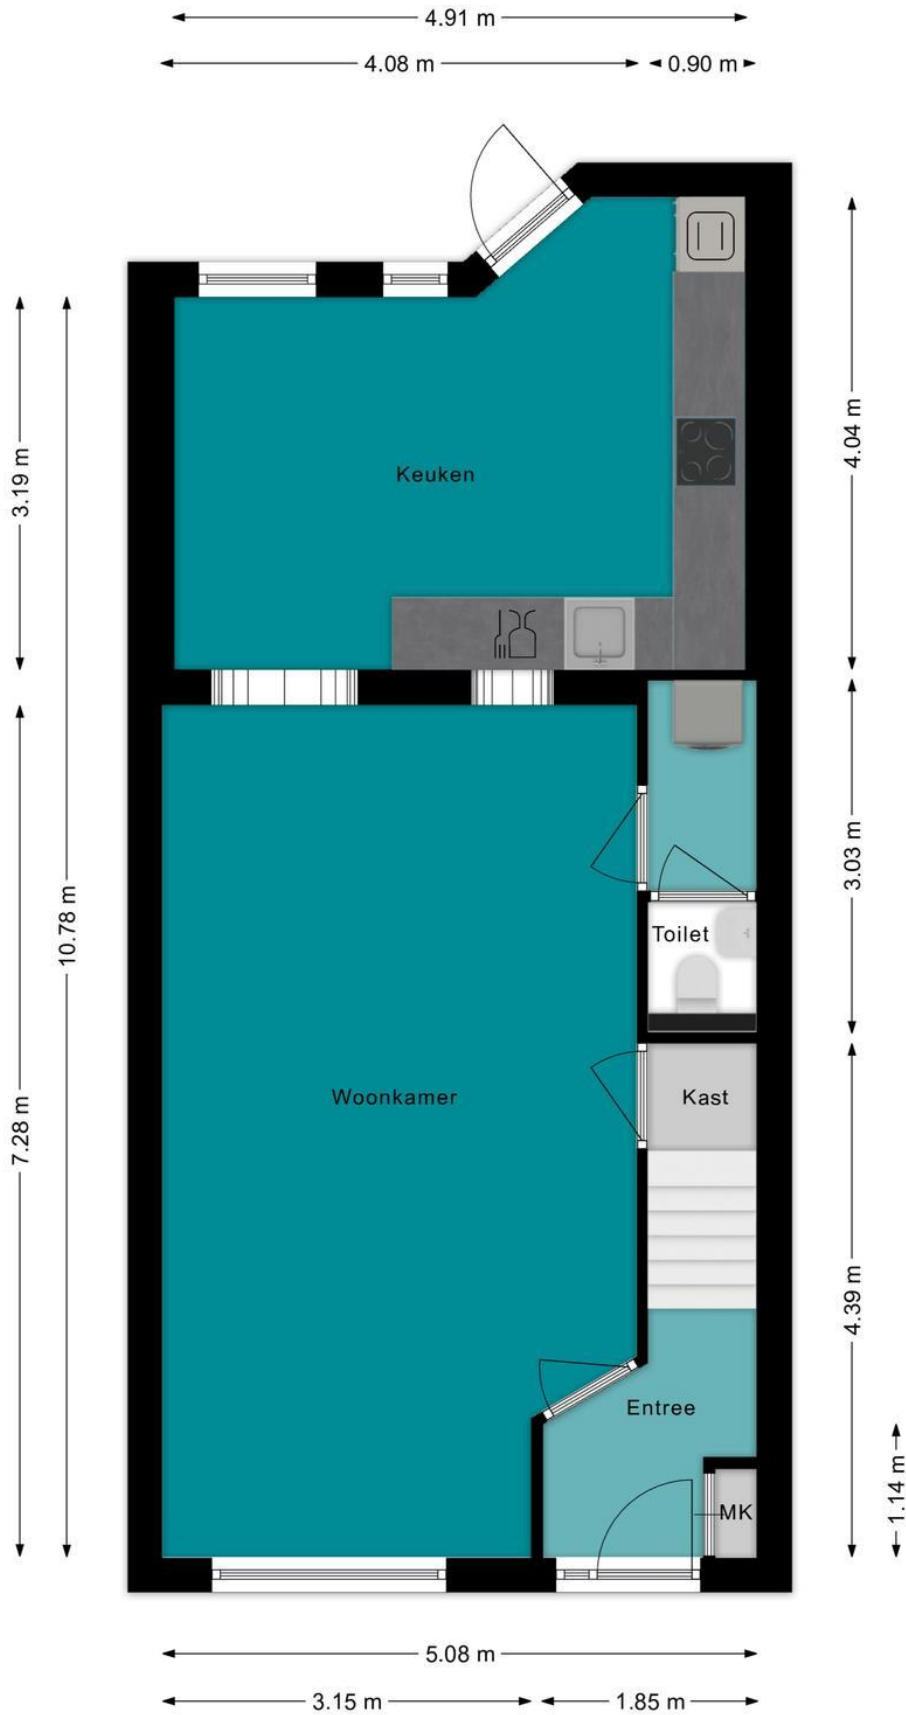 4.91 m
4.08 m
0.90 m
3.19 m
10.78 m
7.28 m
4.04 m
3.03 m
4.39 m
1.14 m
Keuken
Toilet
Woonkamer
Kast
Entree
MK
5.08 m
3.15 m
1.85 m